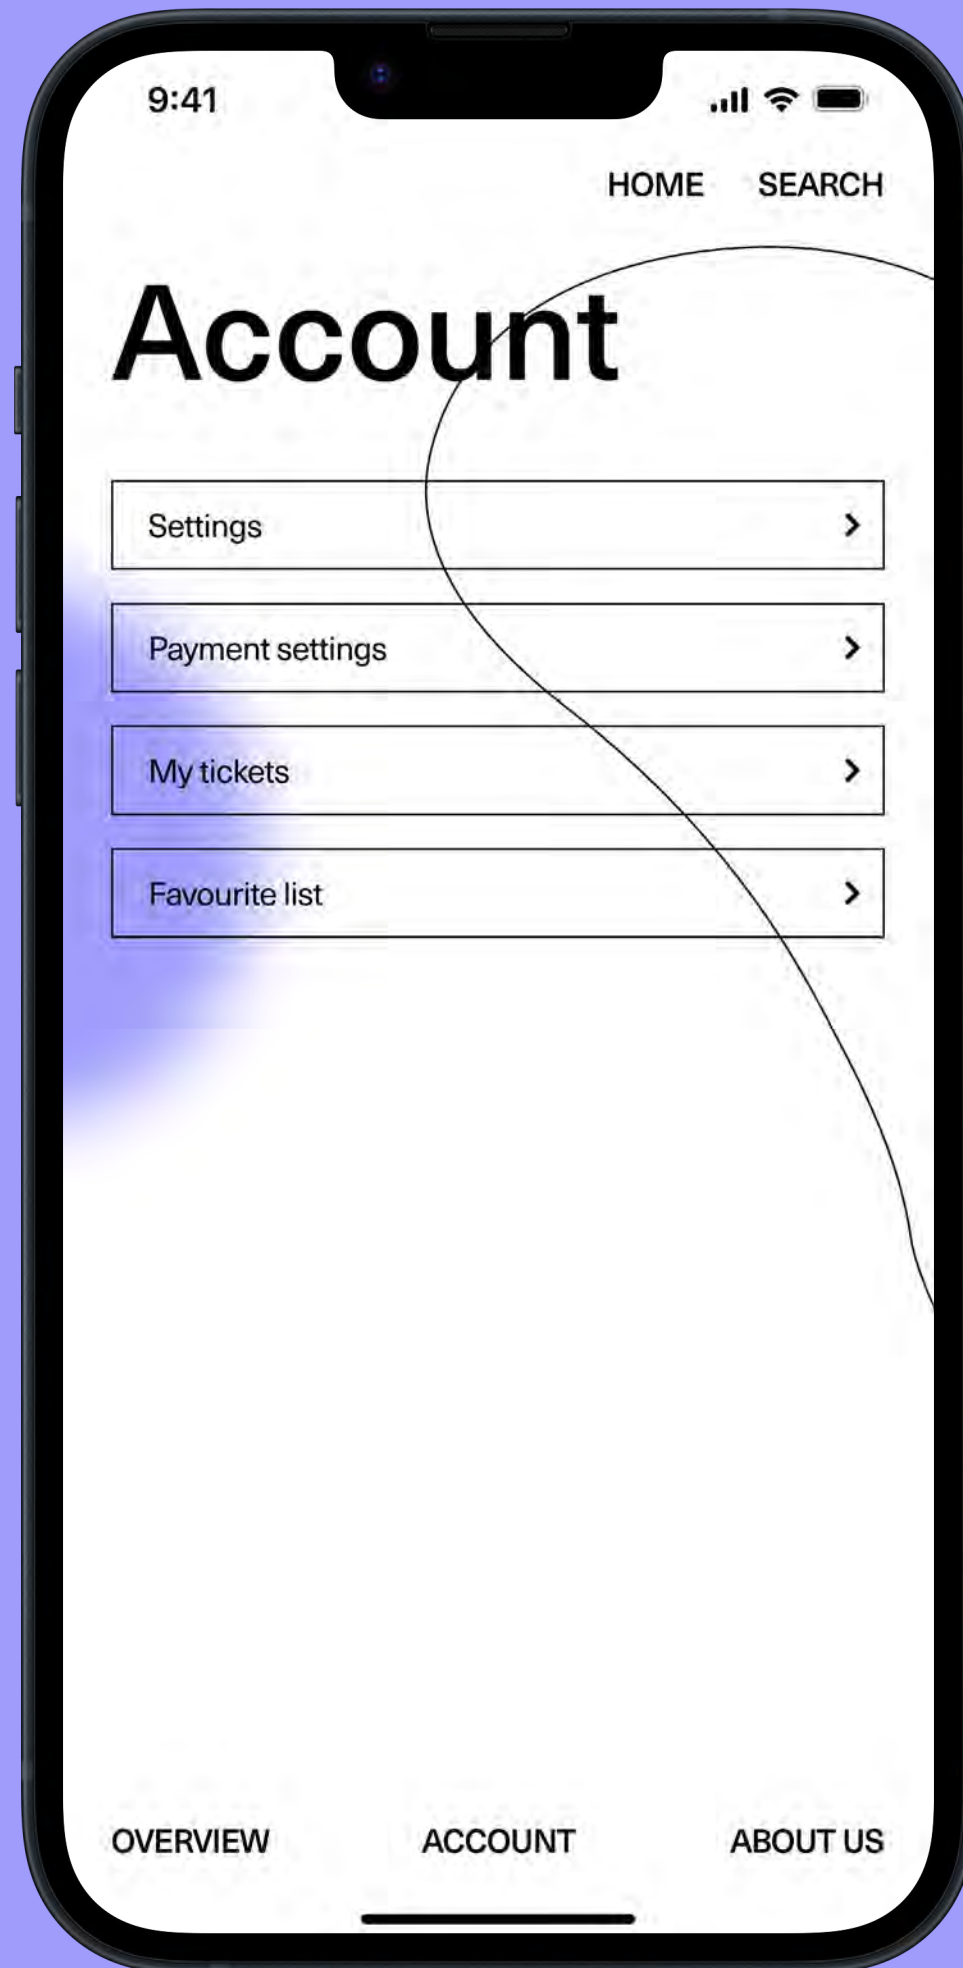 9:41
HOME SEARCH
Account
Settings
Payment settings
My tickets
Favourite list
OVERVIEW ACCOUNT ABOUT US